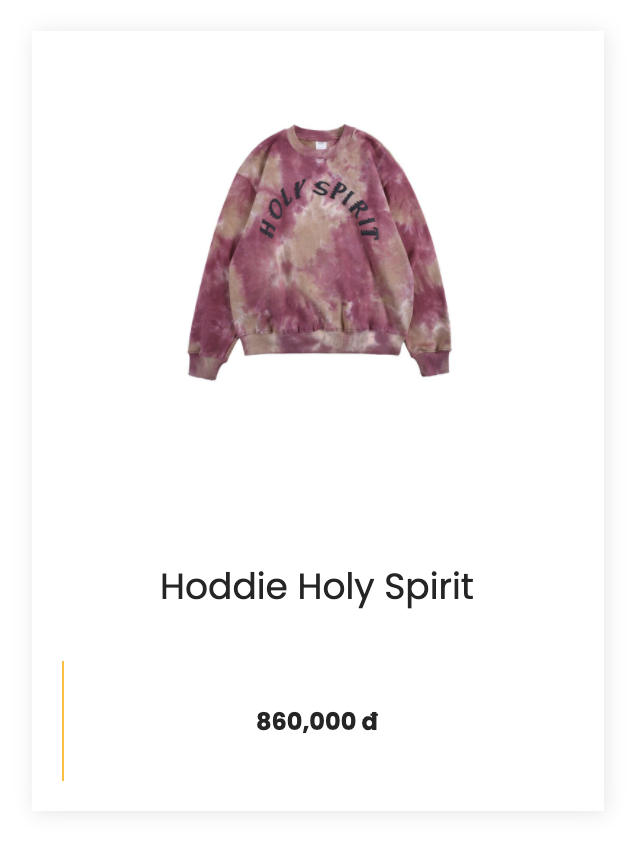 HOLY SPIRIT
Hoddie Holy Spirit
860,000 đ